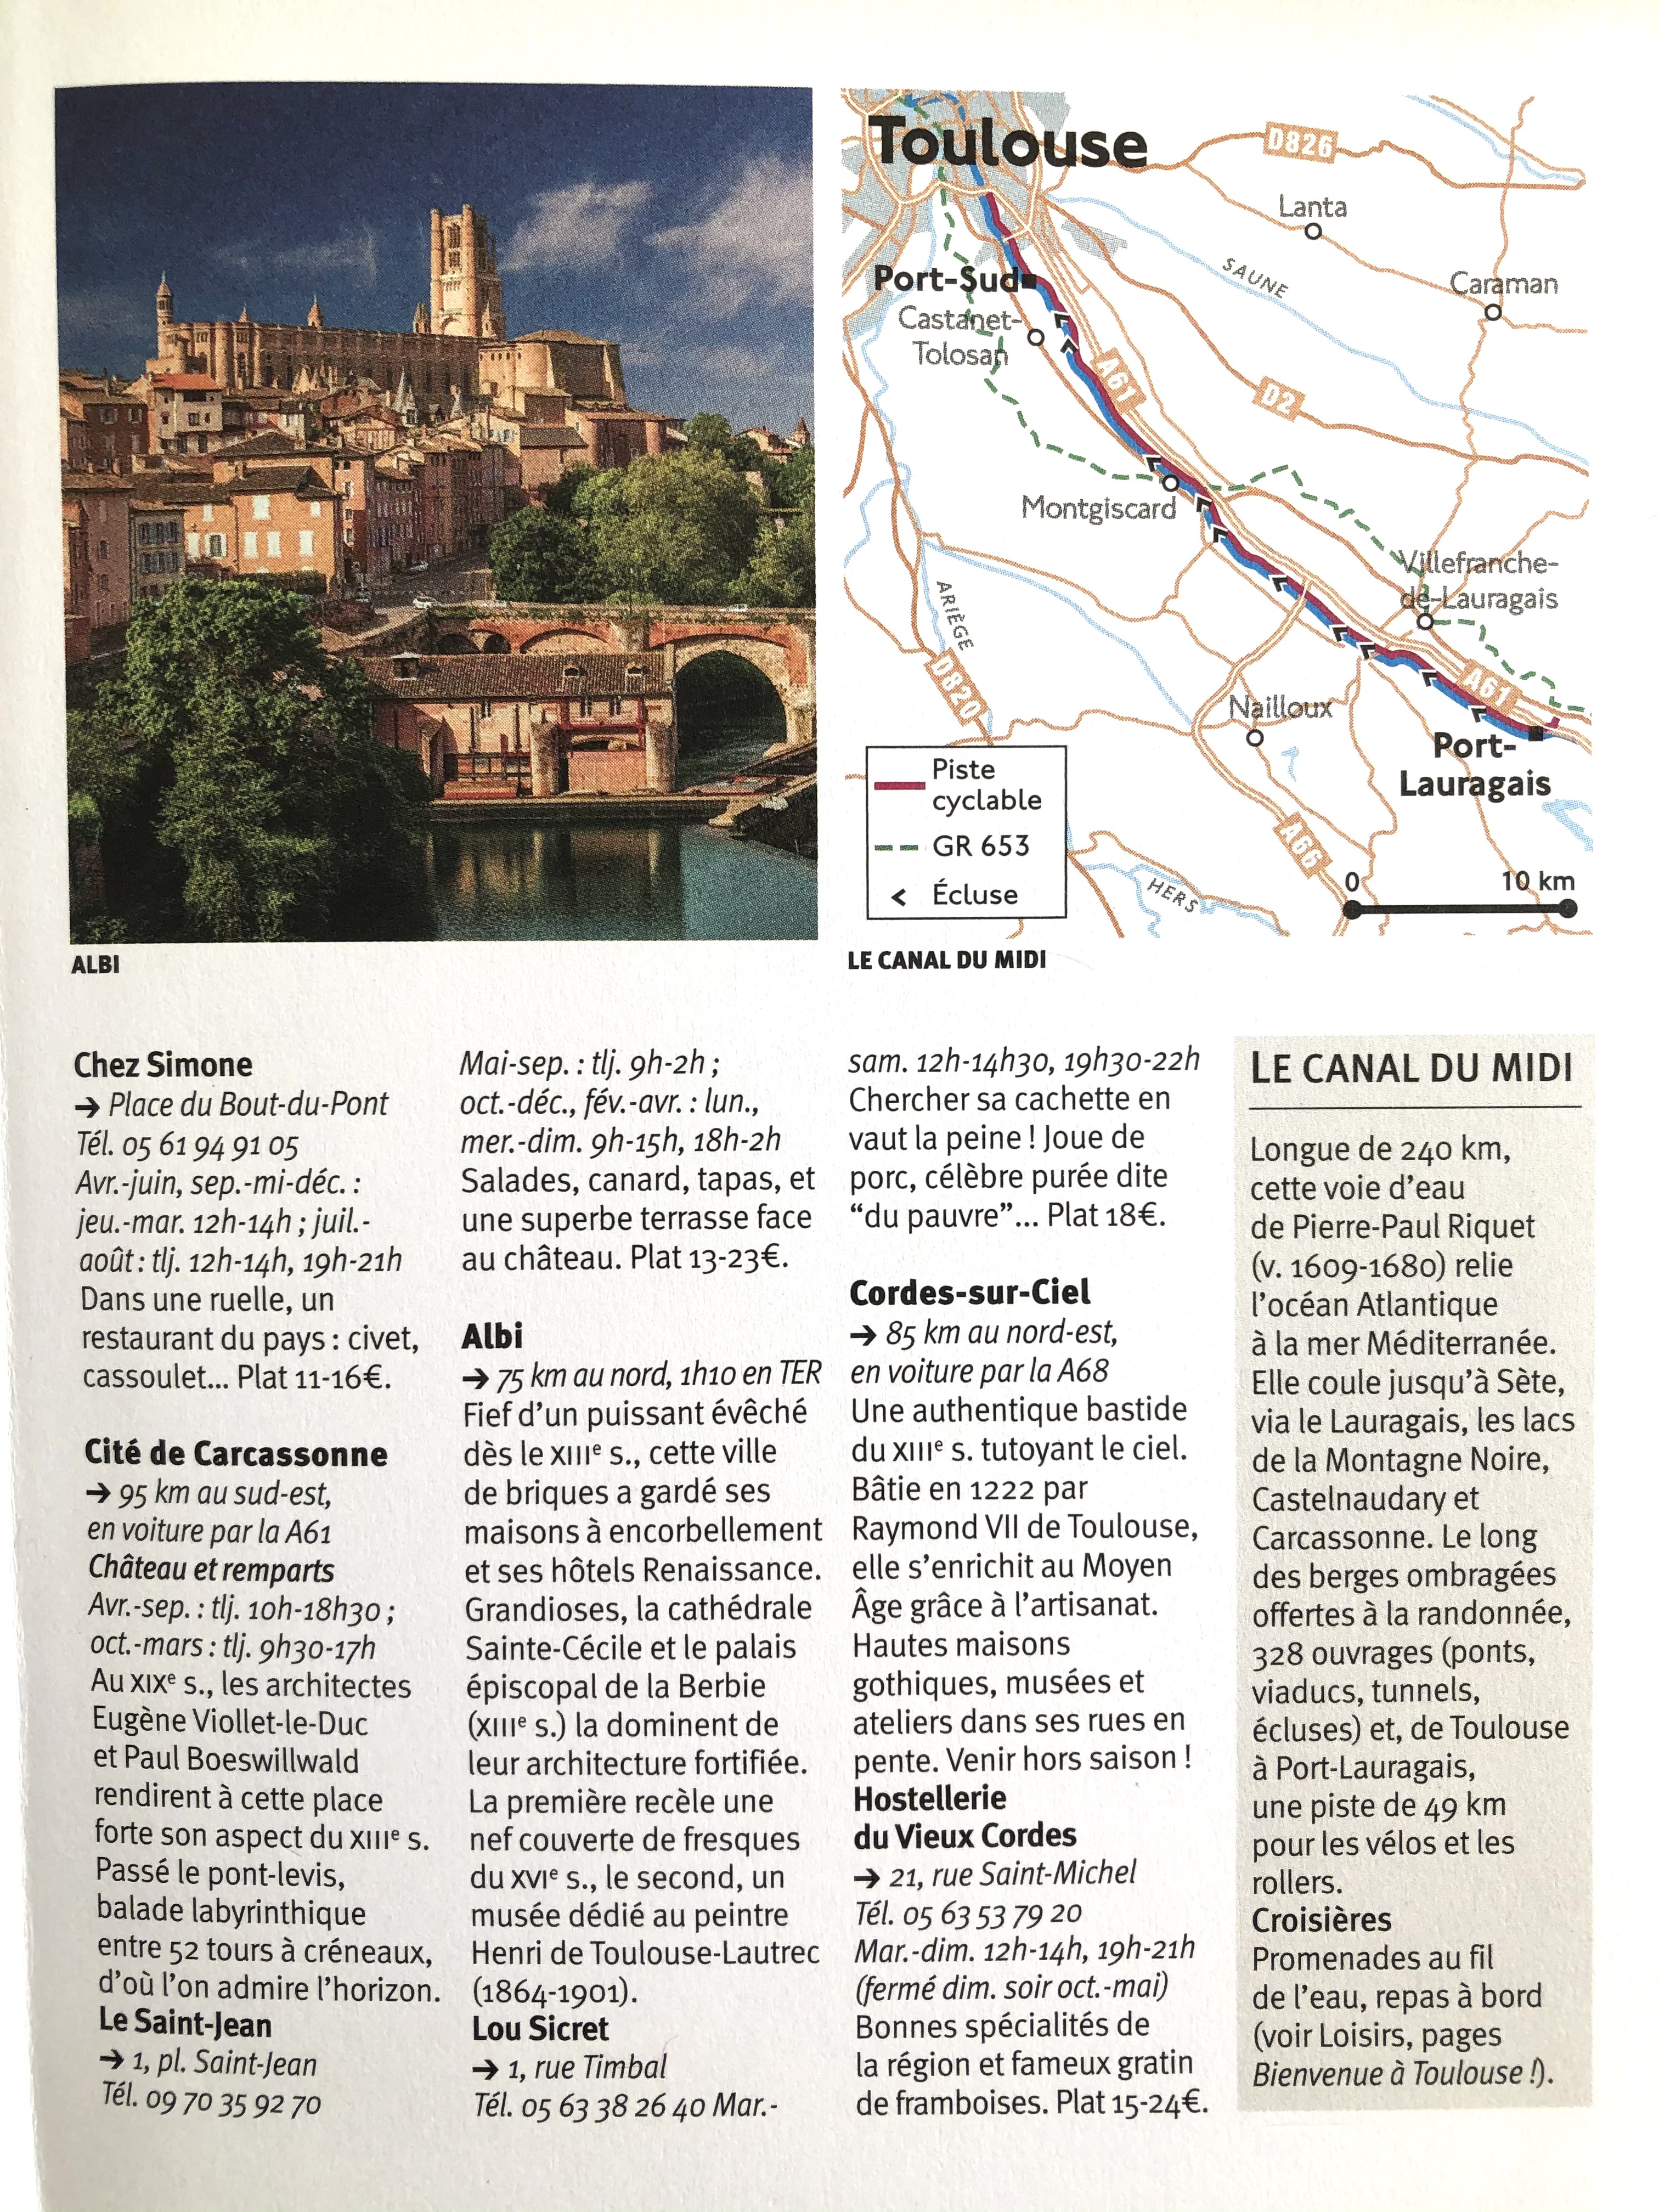 Toulouse
D826
Lanta
SAUNE
Caraman
Port-Sud
Castanet-
Tolosan
A611
D2
Montgiscard
Villefranche-
de-Lauragais
ARIÈGE
D820
A61
Nailloux
Port-
Lauragais
A66
HERS
Piste
cyclable
GR 653
Écluse
0 10 km
ALBI
LE CANAL DU MIDI
Chez Simone
→ Place du Bout-du-Pont
Tél. 05 61 94 91 05
Avr.-juin, sep.-mi-déc. :
jeu.-mar. 12h-14h ; juil.-
août : tlj. 12h-14h, 19h-21h
Dans une ruelle, un
restaurant du pays : civet,
cassoulet... Plat 11-16€.
Cité de Carcassonne
→ 95 km au sud-est,
en voiture par la A61
Château et remparts
Avr.-sep. : tlj. 10h-18h30 ;
oct.-mars : tlj. 9h30-17h
Au XIXe s., les architectes
Eugène Viollet-le-Duc
et Paul Boeswillwald
rendirent à cette place
forte son aspect du XIIIe s.
Passé le pont-levis,
balade labyrinthique
entre 52 tours à créneaux,
d'où l'on admire l'horizon.
Le Saint-Jean
→ 1, pl. Saint-Jean
Tél. 09 70 35 92 70
Mai-sep. : tlj. 9h-2h ;
oct.-déc., fév.-avr. : lun.,
mer.-dim. 9h-15h, 18h-2h
Salades, canard, tapas, et
une superbe terrasse face
au château. Plat 13-23€.
Albi
→ 75 km au nord, 1h10 en TER
Fief d'un puissant évêché
dès le XIIIe s., cette ville
de briques a gardé ses
maisons à encorbellement
et ses hôtels Renaissance.
Grandioses, la cathédrale
Sainte-Cécile et le palais
épiscopal de la Berbie
(XIIIe s.) la dominent de
leur architecture fortifiée.
La première recèle une
nef couverte de fresques
du XVIe s., le second, un
musée dédié au peintre
Henri de Toulouse-Lautrec
(1864-1901).
Lou Sicret
→ 1, rue Timbal
Tél. 05 63 38 26 40 Mar.-
sam. 12h-14h30, 19h30-22h
Chercher sa cachette en
vaut la peine ! Joue de
porc, célèbre purée dite
“du pauvre”... Plat 18€.
Cordes-sur-Ciel
→ 85 km au nord-est,
en voiture par la A68
Une authentique bastide
du XIIIe s. tutoyant le ciel.
Bâtie en 1222 par
Raymond VII de Toulouse,
elle s'enrichit au Moyen
Âge grâce à l'artisanat.
Hautes maisons
gothiques, musées et
ateliers dans ses rues en
pente. Venir hors saison !
Hostellerie
du Vieux Cordes
→ 21, rue Saint-Michel
Tél. 05 63 53 79 20
Mar.-dim. 12h-14h, 19h-21h
(fermé dim. soir oct.-mai)
Bonnes spécialités de
la région et fameux gratin
de framboises. Plat 15-24€.
LE CANAL DU MIDI
Longue de 240 km,
cette voie d'eau
de Pierre-Paul Riquet
(v. 1609-1680) relie
l'océan Atlantique
à la mer Méditerranée.
Elle coule jusqu'à Sète,
via le Lauragais, les lacs
de la Montagne Noire,
Castelnaudary et
Carcassonne. Le long
des berges ombragées
offertes à la randonnée,
328 ouvrages (ponts,
viaducs, tunnels,
écluses) et, de Toulouse
à Port-Lauragais,
une piste de 49 km
pour les vélos et les
rollers.
Croisières
Promenades au fil
de l'eau, repas à bord
(voir Loisirs, pages
Bienvenue à Toulouse !).